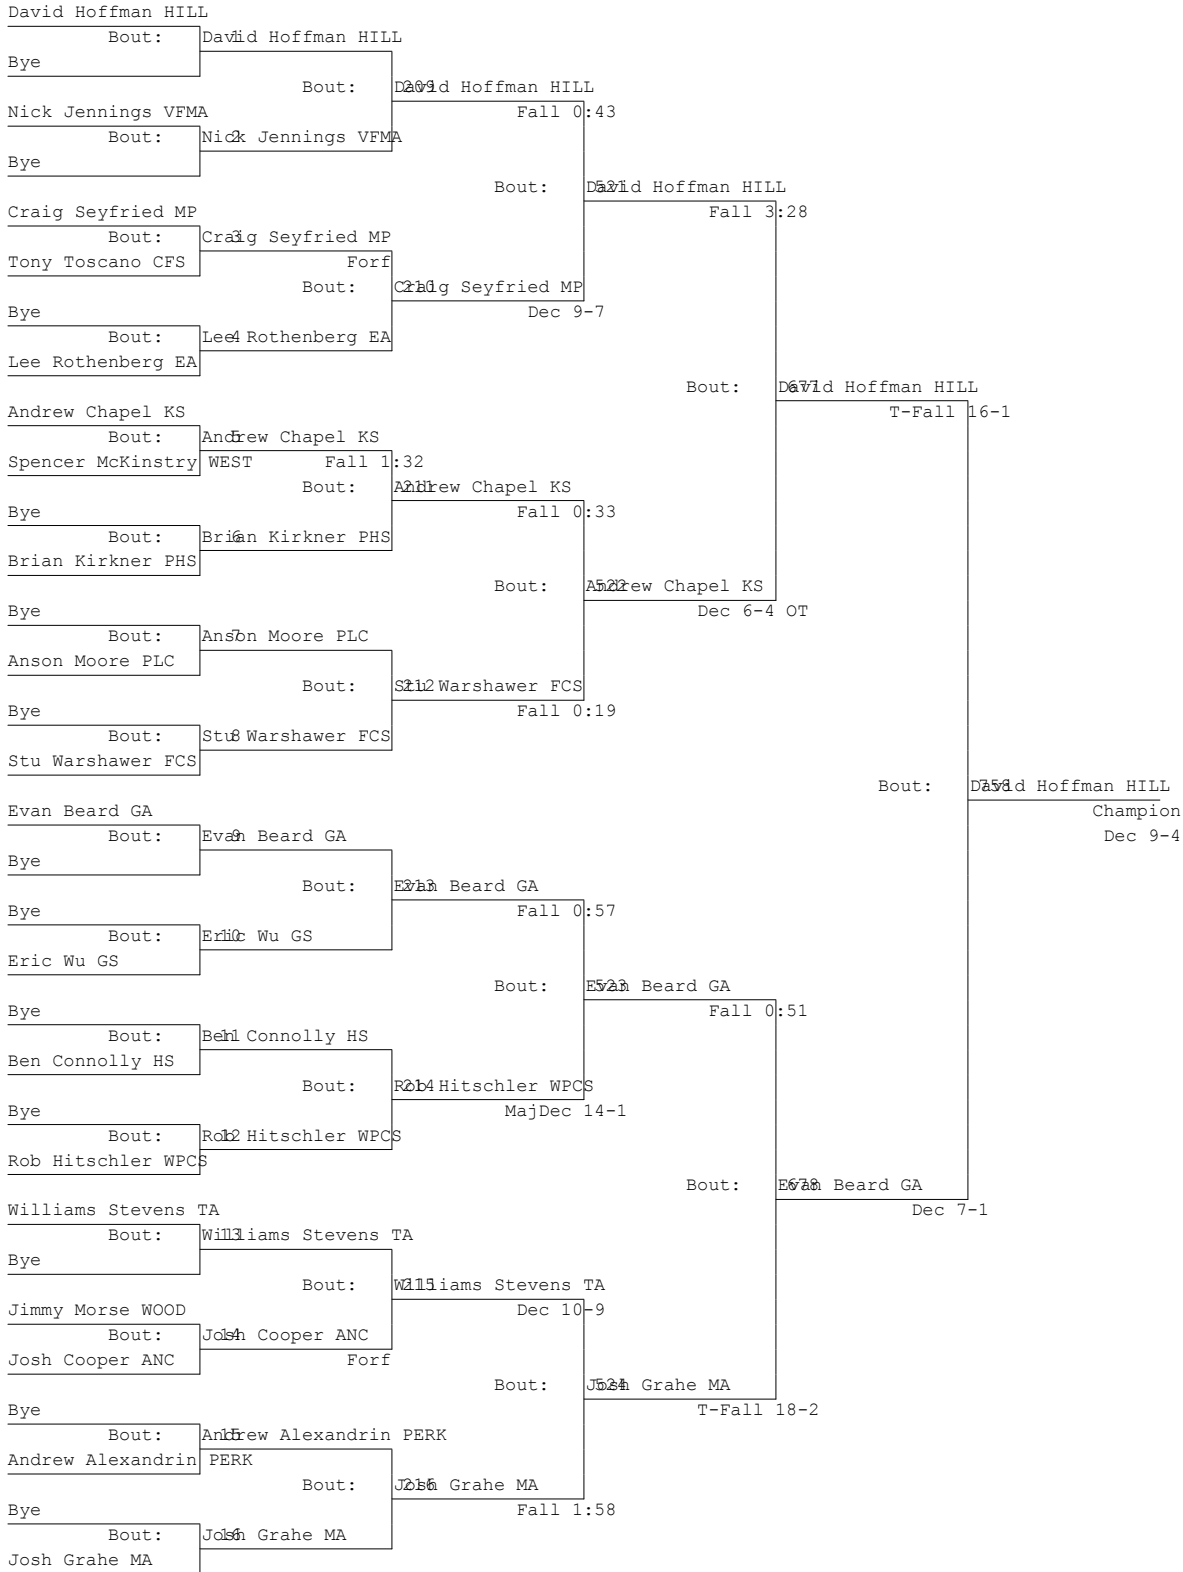 David Hoffman HILL
Bout: 1 David Hoffman HILL
Bye
Bout: 209 David Hoffman HILL
Nick Jennings VFMA Fall 0:43
Bout: 2 Nick Jennings VFMA
Bye
Bout: 521 David Hoffman HILL
Craig Seyfried MP Fall 3:28
Bout: 3 Craig Seyfried MP
Tony Toscano CFS Forf
Bout: 210 Craig Seyfried MP
Bye Dec 9-7
Bout: 4 Lee Rothenberg EA
Lee Rothenberg EA
Bout: 677 David Hoffman HILL
Andrew Chapel KS T-Fall 16-1
Bout: 5 Andrew Chapel KS
Spencer McKinstry WEST Fall 1:32
Bout: 211 Andrew Chapel KS
Bye Fall 0:33
Bout: 6 Brian Kirkner PHS
Brian Kirkner PHS
Bout: 522 Andrew Chapel KS
Bye Dec 6-4 OT
Bout: 7 Anson Moore PLC
Anson Moore PLC
Bout: 212 Stu Warshawer FCS
Bye Fall 0:19
Bout: 8 Stu Warshawer FCS
Stu Warshawer FCS
Bout: 758 David Hoffman HILL
Evan Beard GA Champion
Bout: 9 Evan Beard GA Dec 9-4
Bye
Bout: 213 Evan Beard GA
Bye Fall 0:57
Bout: 10 Eric Wu GS
Eric Wu GS
Bout: 523 Evan Beard GA
Bye Fall 0:51
Bout: 11 Ben Connolly HS
Ben Connolly HS
Bout: 214 Rob Hitschler WPCS
Bye MajDec 14-1
Bout: 12 Rob Hitschler WPCS
Rob Hitschler WPCS
Bout: 678 Evan Beard GA
Williams Stevens TA Dec 7-1
Bout: 13 Williams Stevens TA
Bye
Bout: 215 Williams Stevens TA
Jimmy Morse WOOD Dec 10-9
Bout: 14 Josh Cooper ANC
Josh Cooper ANC Forf
Bout: 524 Josh Grahe MA
Bye T-Fall 18-2
Bout: 15 Andrew Alexandrin PERK
Andrew Alexandrin PERK
Bout: 216 Josh Grahe MA
Bye Fall 1:58
Bout: 16 Josh Grahe MA
Josh Grahe MA